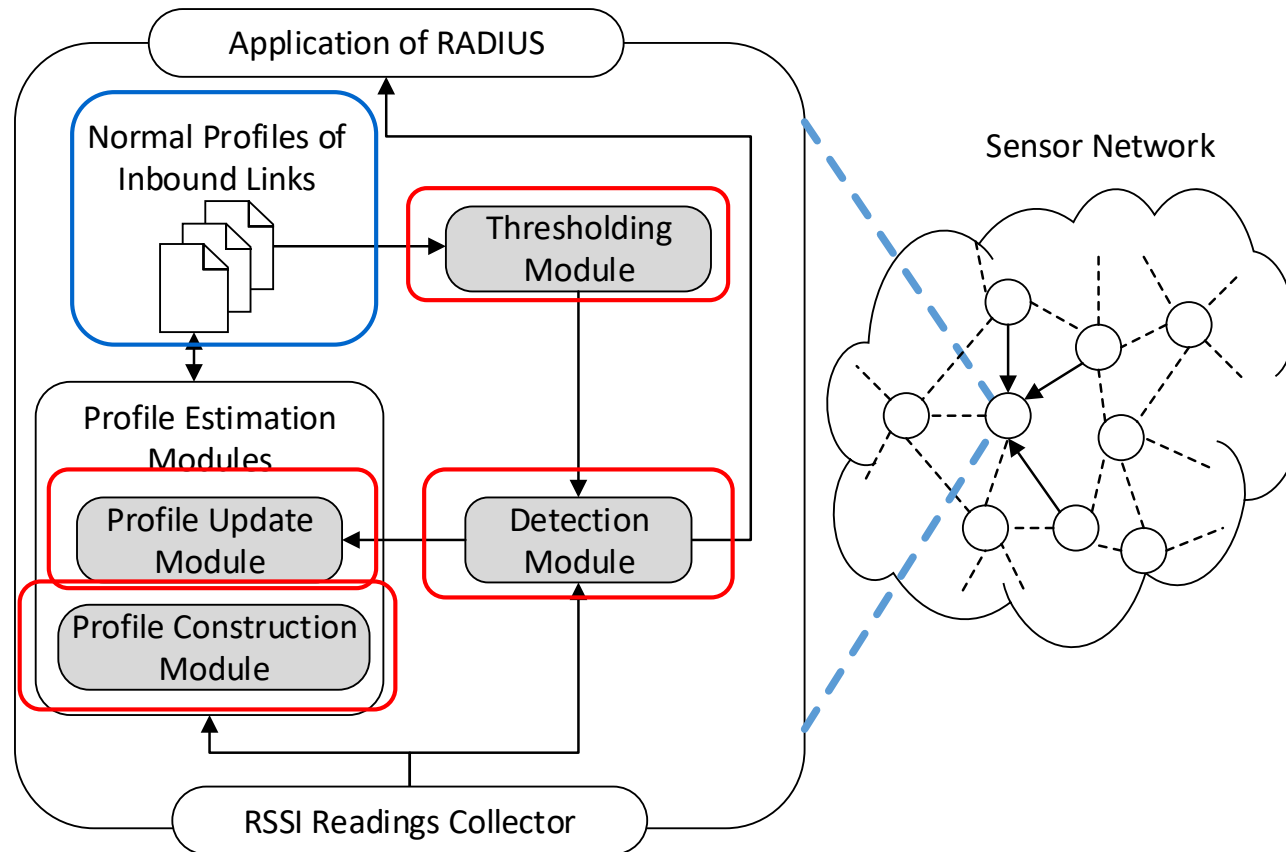 Application of RADIUS
Normal Profiles of
Inbound Links
Sensor Network
Thresholding
Module
Profile Estimation
Modules
Profile Update
Module
Detection
Module
Profile Construction
Module
RSSI Readings Collector